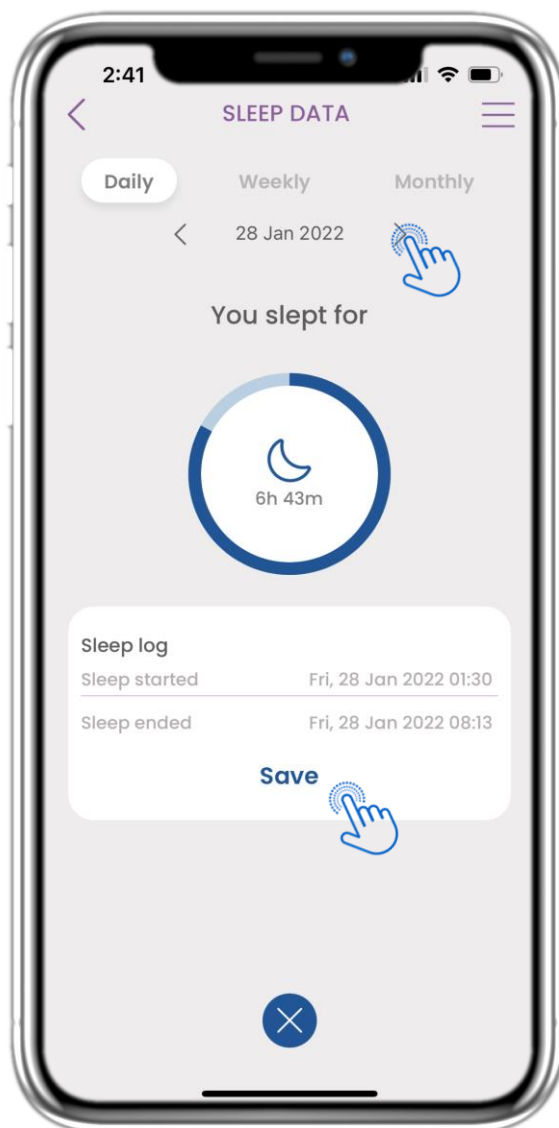 2:41
SLEEP DATA
Daily Weekly Monthly
28 Jan 2022
You slept for
6h 43m
Sleep log
Sleep started Fri, 28 Jan 2022 01:30
Sleep ended Fri, 28 Jan 2022 08:13
Save